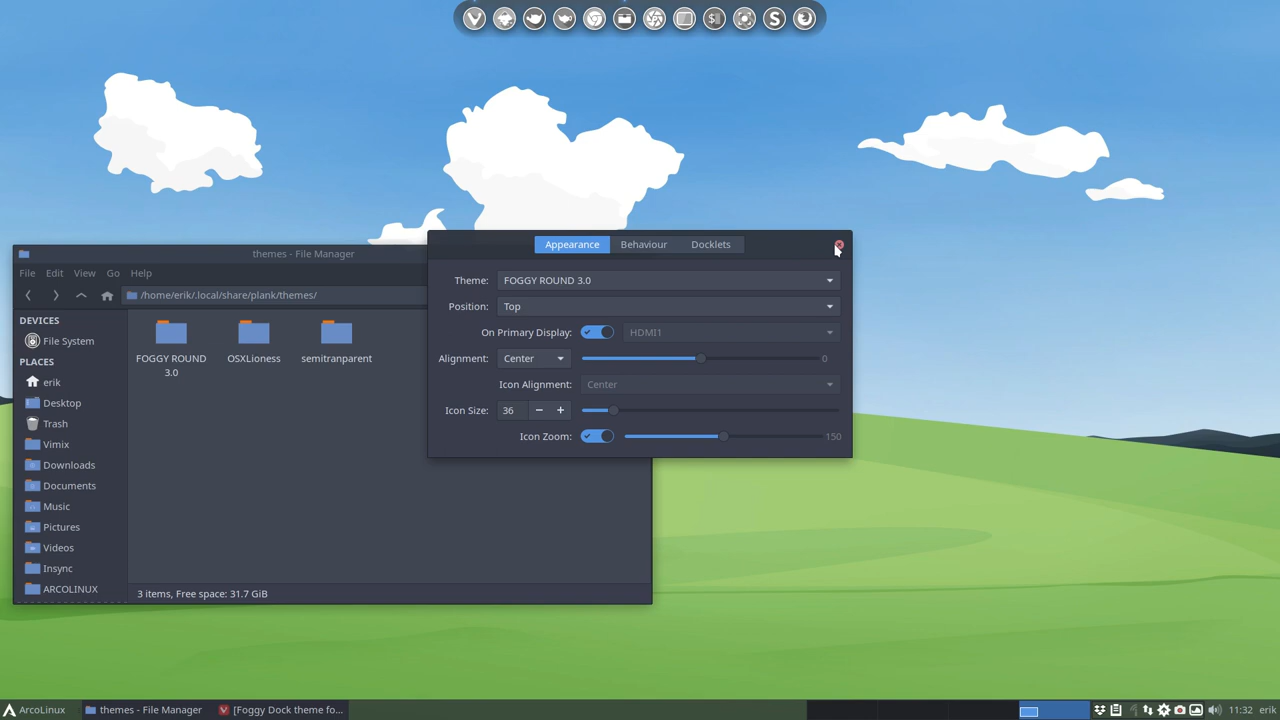 Appearance Behaviour Docklets
Theme: FOGGY ROUND 3.0
Position: Top
On Primary Display: HDMI1
Alignment: Center 0
Icon Alignment: Center
Icon Size: 36
Icon Zoom: 150
themes - File Manager
File Edit View Go Help
/home/erik/.local/share/plank/themes/
DEVICES
File System
PLACES
erik
Desktop
Trash
Vimix
Downloads
Documents
Music
Pictures
Videos
Insync
ARCOLINUX
FOGGY ROUND
3.0
OSXLioness
semitranparent
3 items, Free space: 31.7 GiB
ArcoLinux themes - File Manager [Foggy Dock theme fo... 11:32 erik